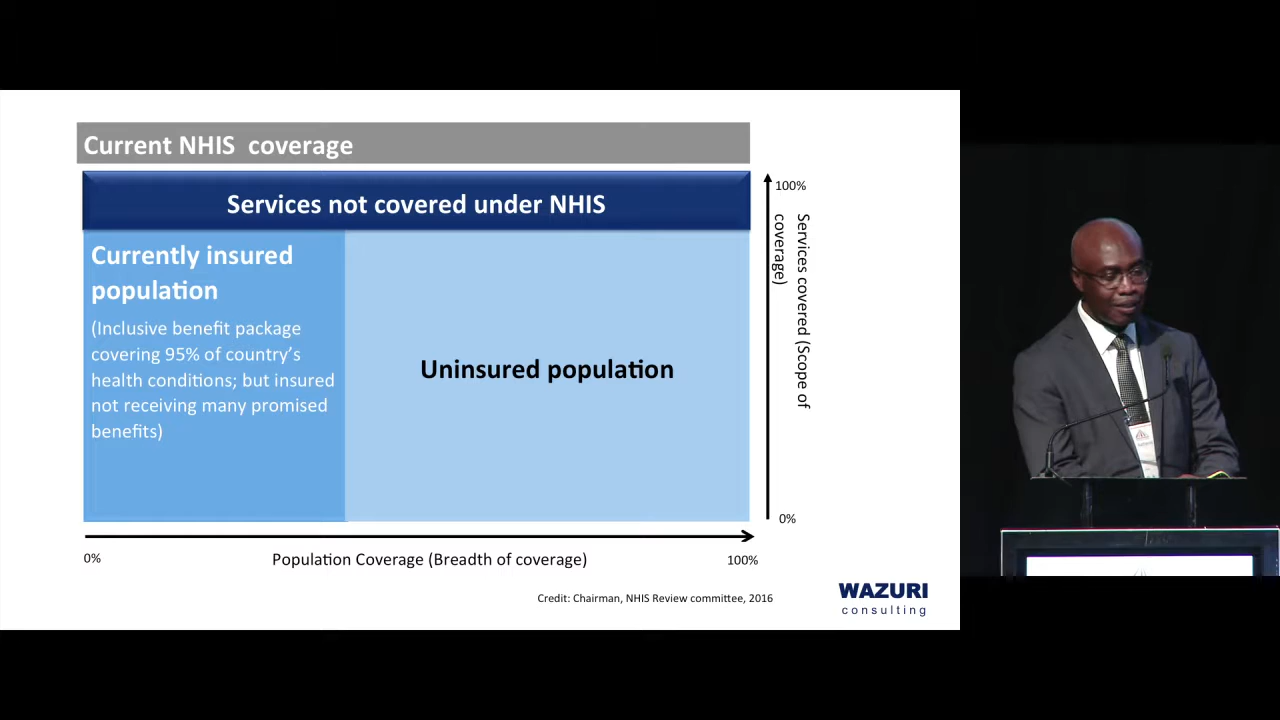 Current NHIS coverage
Services not covered under NHIS
Currently insured
population
(Inclusive benefit package
covering 95% of country's
health conditions; but insured
not receiving many promised
benefits)
Uninsured population
100%
Services covered (Scope of
coverage)
0%
0%
Population Coverage (Breadth of coverage)
100%
Credit: Chairman, NHIS Review committee, 2016
WAZURI
consulting